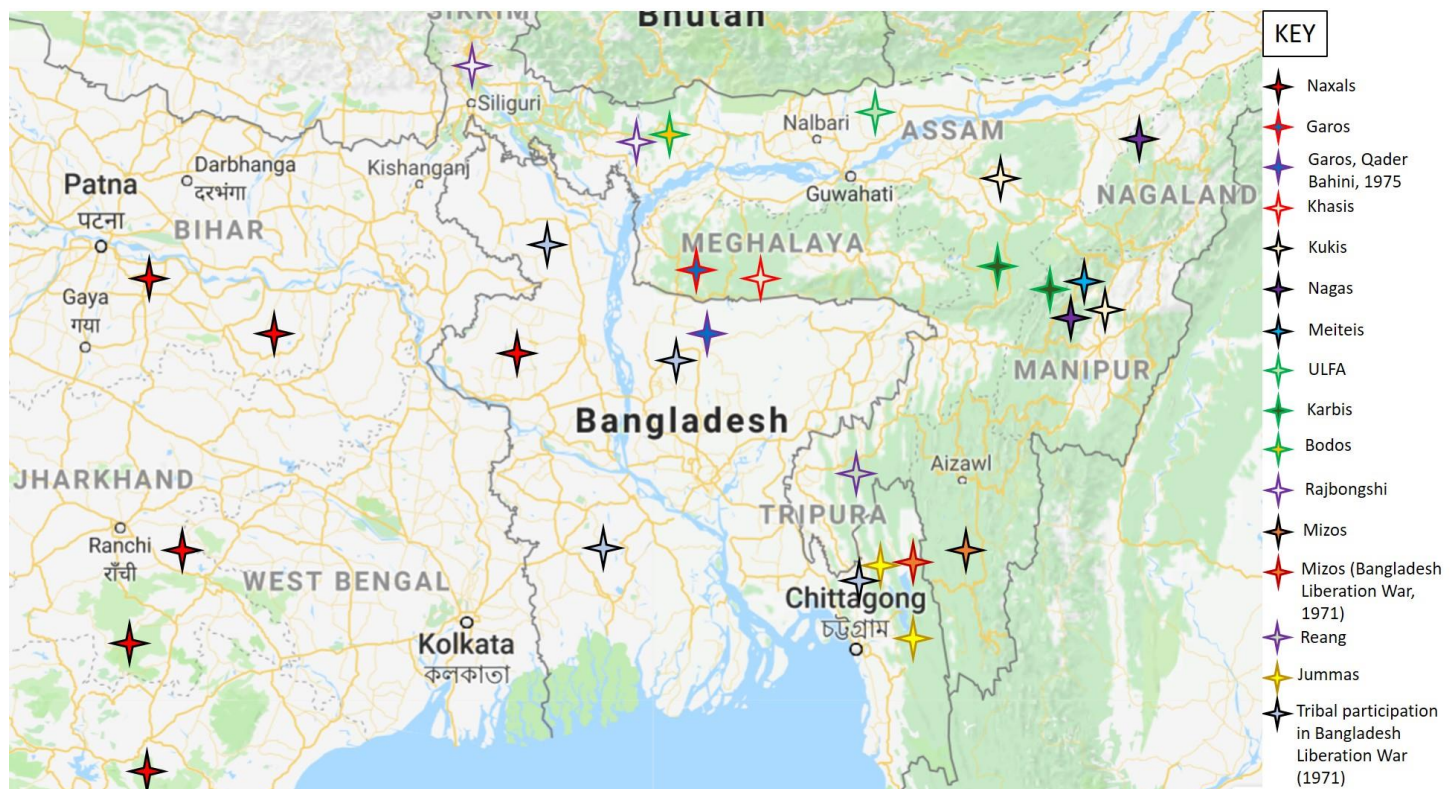 SIKKIM
Bhutan
Siliguri
Nalbari
ASSAM
Darbhanga
दरभंगा
Kishanganj
Patna
पटना
Guwahati
NAGALAND
BIHAR
MEGHALAYA
Gaya
गया
MANIPUR
Bangladesh
Aizawl
JHARKHAND
TRIPURA
Ranchi
राँची
WEST BENGAL
Chittagong
চট্টগ্রাম
Kolkata
কলকাতা
KEY
Naxals
Garos
Garos, Qader
Bahini, 1975
Khasis
Kukis
Nagas
Meiteis
ULFA
Karbis
Bodos
Rajbongshi
Mizos
Mizos (Bangladesh
Liberation War,
1971)
Reang
Jummas
Tribal participation
in Bangladesh
Liberation War
(1971)